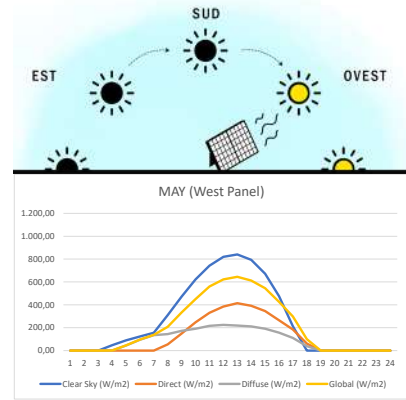 SUD
EST
OVEST
MAY (West Panel)
1.200,00
1.000,00
800,00
600,00
400,00
200,00
0,00
1 2 3 4 5 6 7 8 9 10 11 12 13 14 15 16 17 18 19 20 21 22 23 24
Clear Sky (W/m2) Direct (W/m2) Diffuse (W/m2) Global (W/m2)